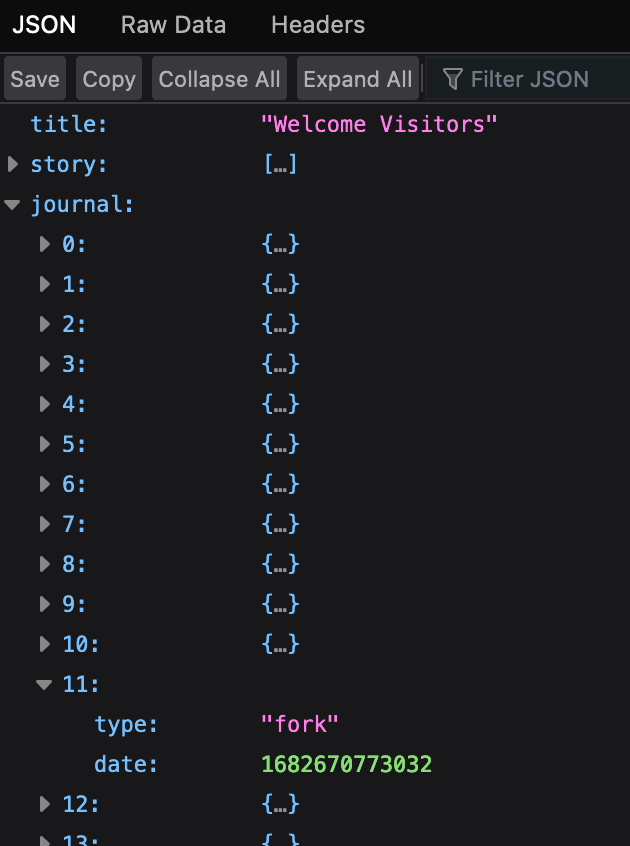 JSON Raw Data Headers
Save Copy Collapse All Expand All Filter JSON
title: "Welcome Visitors"
story: […]
journal:
0: {…}
1: {…}
2: {…}
3: {…}
4: {…}
5: {…}
6: {…}
7: {…}
8: {…}
9: {…}
10: {…}
11:
type: "fork"
date: 1682670773032
12: {…}
13: {…}